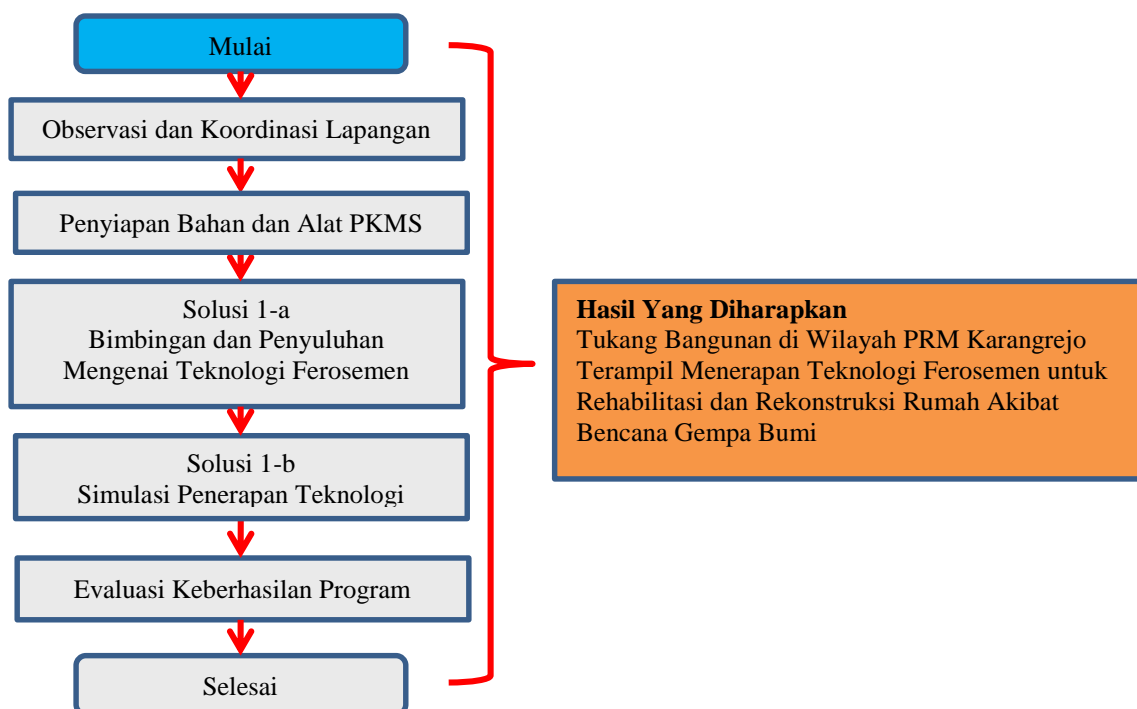 Mulai
Observasi dan Koordinasi Lapangan
Penyiapan Bahan dan Alat PKMS
Solusi 1-a
Bimbingan dan Penyuluhan
Mengenai Teknologi Ferosemen
Solusi 1-b
Simulasi Penerapan Teknologi
Evaluasi Keberhasilan Program
Selesai
Hasil Yang Diharapkan
Tukang Bangunan di Wilayah PRM Karangrejo
Terampil Menerapan Teknologi Ferosemen untuk
Rehabilitasi dan Rekonstruksi Rumah Akibat
Bencana Gempa Bumi